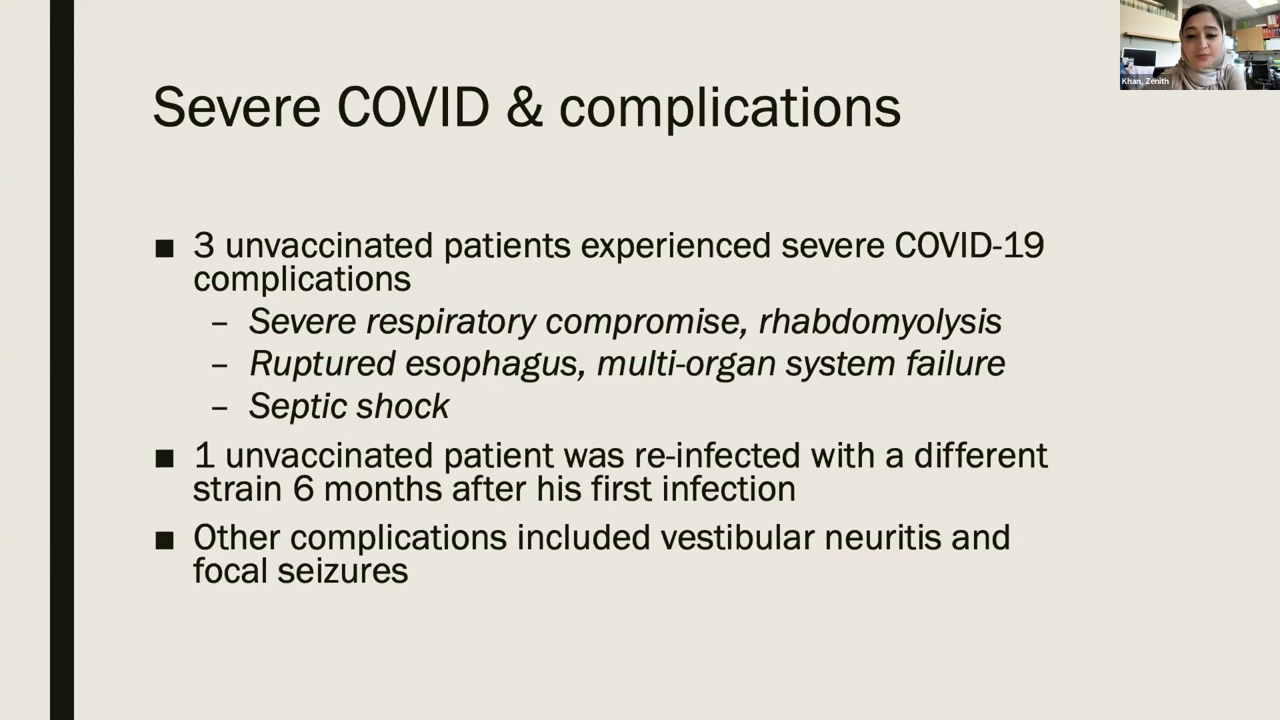 Khan, Zenith
Severe COVID & complications
■ 3 unvaccinated patients experienced severe COVID-19
complications
– Severe respiratory compromise, rhabdomyolysis
– Ruptured esophagus, multi-organ system failure
– Septic shock
■ 1 unvaccinated patient was re-infected with a different
strain 6 months after his first infection
■ Other complications included vestibular neuritis and
focal seizures